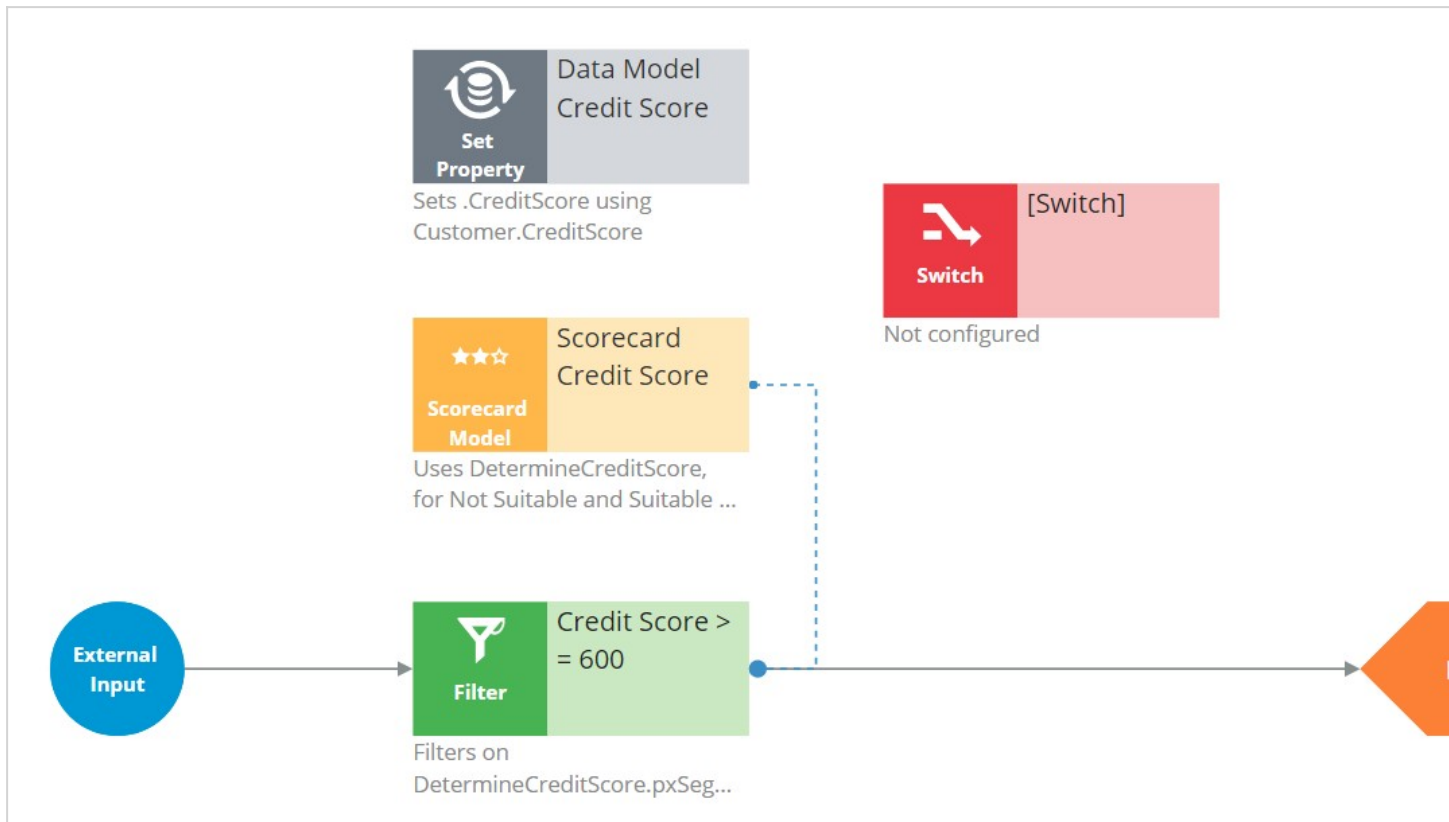 Data Model
Credit Score
Set
Property
Sets .CreditScore using
Customer.CreditScore
[Switch]
Switch
Not configured
Scorecard
Credit Score
Scorecard
Model
Uses DetermineCreditScore,
for Not Suitable and Suitable ...
External
Input
Credit Score >
= 600
Filter
Filters on
DetermineCreditScore.pxSeg...